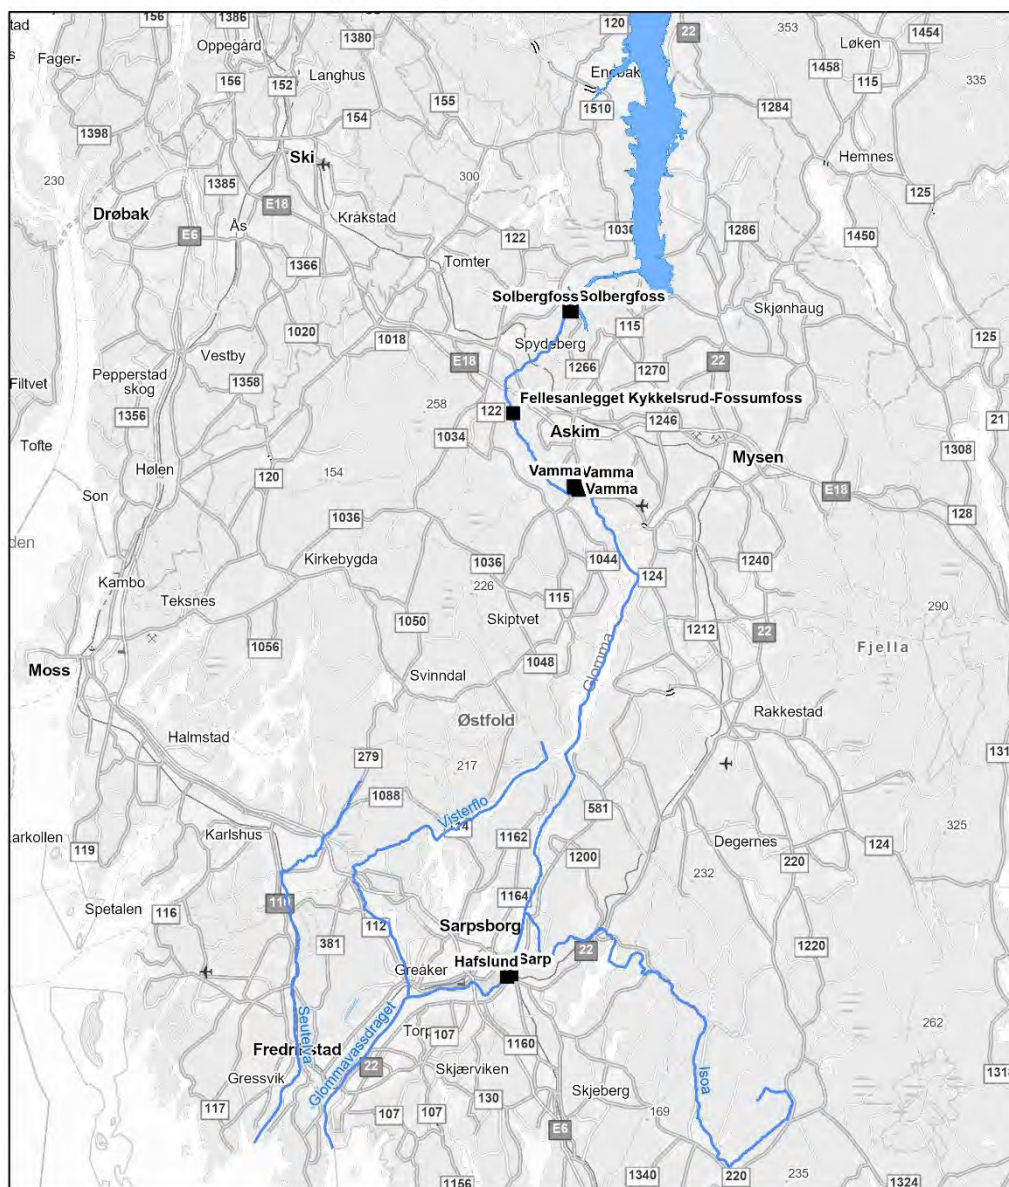 tad
156
1386
Oppegård
1380
120
22
353
Løken
1454
s
Fager-
156
152
Langhus
155
Enebak
1458
115
335
1510
1284
1398
154
Ski
Hemnes
230
1385
300
125
Drøbak
E18
Kråkstad
E6
Ås
122
1286
1450
1366
Tomter
Solbergfoss
Solbergfoss
Skjønhaug
1020
1018
115
125
Vestby
Spydeberg
E18
22
Filtvet
Pepperstad
skog
1358
1266
1270
1356
258
122
Fellesanlegget Kykkelsrud-Fossumfoss
21
Tofte
1034
Askim
1246
1308
Hølen
154
Mysen
120
Vamma
Vamma
Vamma
Son
E18
128
den
1036
Kirkebygda
1036
1044
1240
Kambo
226
124
Teksnes
115
290
1050
Skiptvet
1212
22
1056
Fjella
Moss
1048
Svinndal
Glomma
Østfold
Rakkestad
Halmstad
279
217
131
1088
581
Visterflo
325
arkollen
119
Karlshus
1162
Degernes
124
1200
220
232
1164
Spetalen
116
110
112
Sarpsborg
381
22
1220
Hafslund
Sarp
Greåker
Seutelva
Glommavassdraget
262
Torp
107
1160
Fredrikstad
22
Isoa
1318
Gressvik
Skjærviken
Skjeberg
117
107
107
130
169
E6
220
235
1340
1156
1324